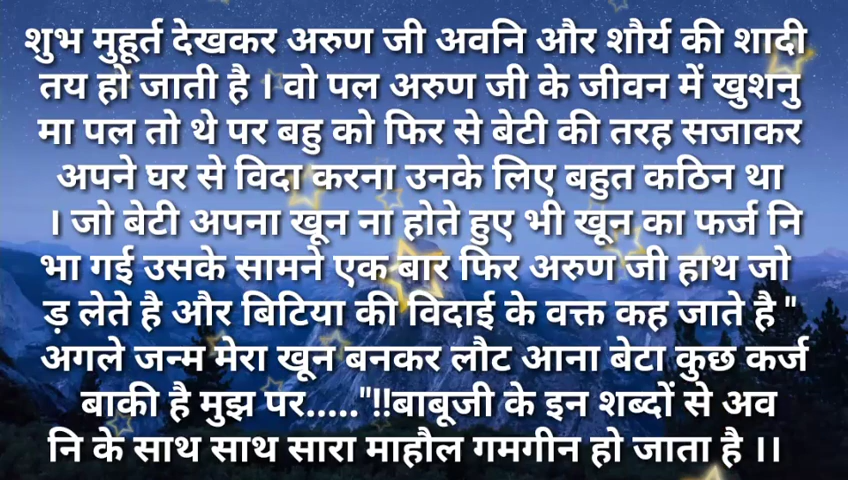 शुभ मुहूर्त देखकर अरुण जी अवनि और शौर्य की शादी
तय हो जाती है । वो पल अरुण जी के जीवन में खुशनु
मा पल तो थे पर बहु को फिर से बेटी की तरह सजाकर
अपने घर से विदा करना उनके लिए बहुत कठिन था
। जो बेटी अपना खून ना होते हुए भी खून का फर्ज नि
भा गई उसके सामने एक बार फिर अरुण जी हाथ जो
ड़ लेते है और बिटिया की विदाई के वक्त कह जाते है "
अगले जन्म मेरा खून बनकर लौट आना बेटा कुछ कर्ज
बाकी है मुझ पर....."!!बाबूजी के इन शब्दों से अव
नि के साथ साथ सारा माहौल गमगीन हो जाता है ।।